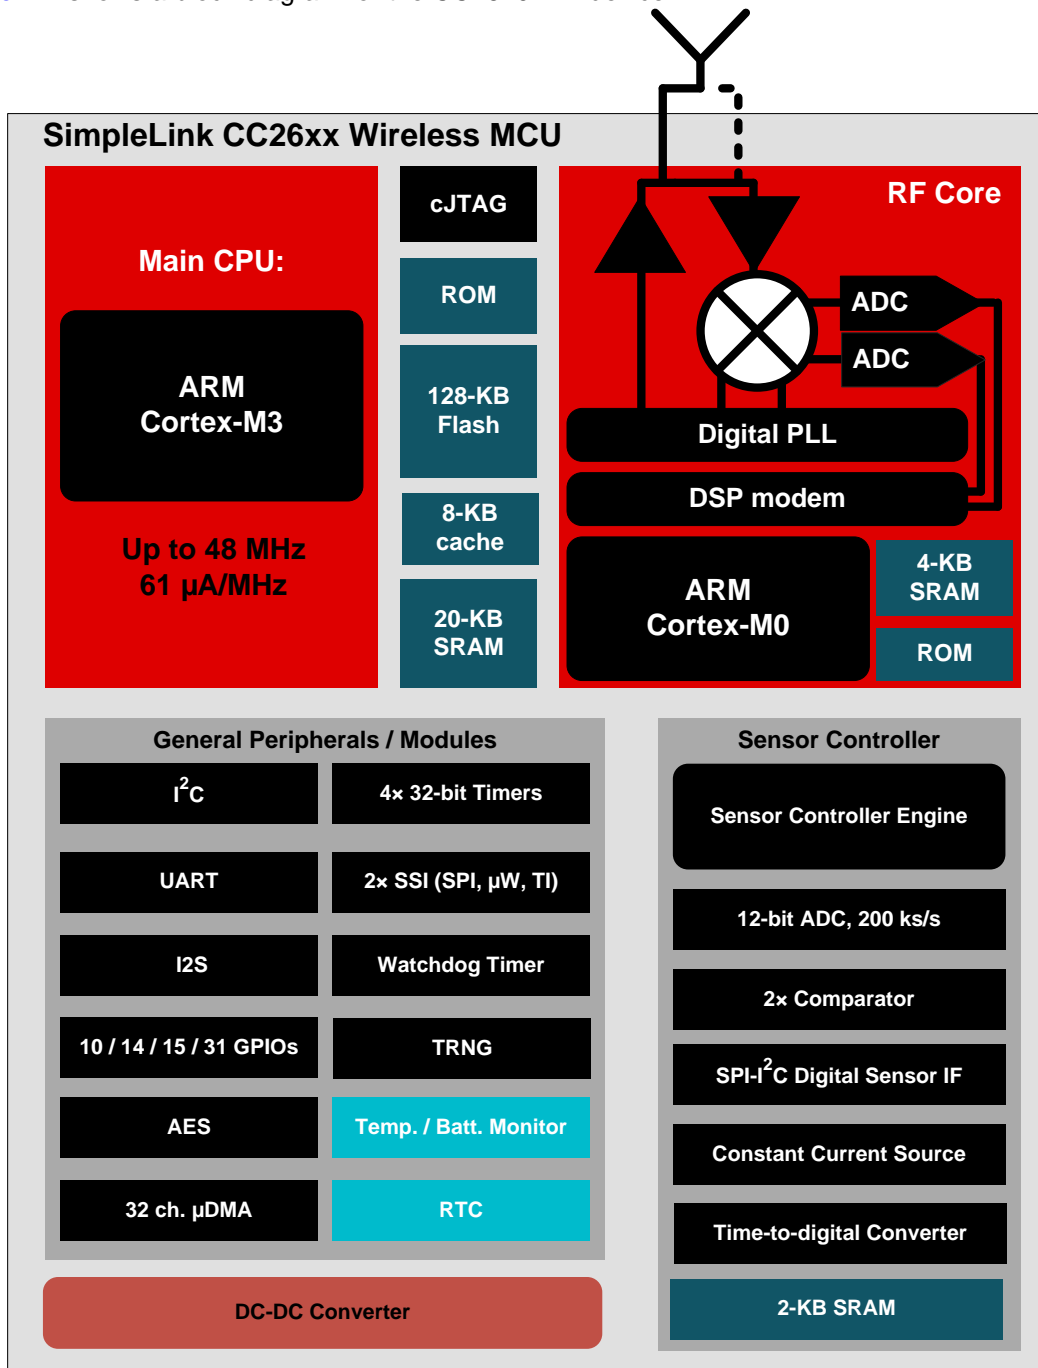 SimpleLink CC26xx Wireless MCU
Main CPU:
ARM
Cortex-M3
Up to 48 MHz
61 µA/MHz
cJTAG
ROM
128-KB
Flash
8-KB
cache
20-KB
SRAM
RF Core
ADC
ADC
Digital PLL
DSP modem
ARM
Cortex-M0
4-KB
SRAM
ROM
General Peripherals / Modules
I²C
4× 32-bit Timers
UART
2× SSI (SPI, µW, TI)
I2S
Watchdog Timer
10 / 14 / 15 / 31 GPIOs
TRNG
AES
Temp. / Batt. Monitor
32 ch. µDMA
RTC
Sensor Controller
Sensor Controller Engine
12-bit ADC, 200 ks/s
2× Comparator
SPI-I²C Digital Sensor IF
Constant Current Source
Time-to-digital Converter
2-KB SRAM
DC-DC Converter